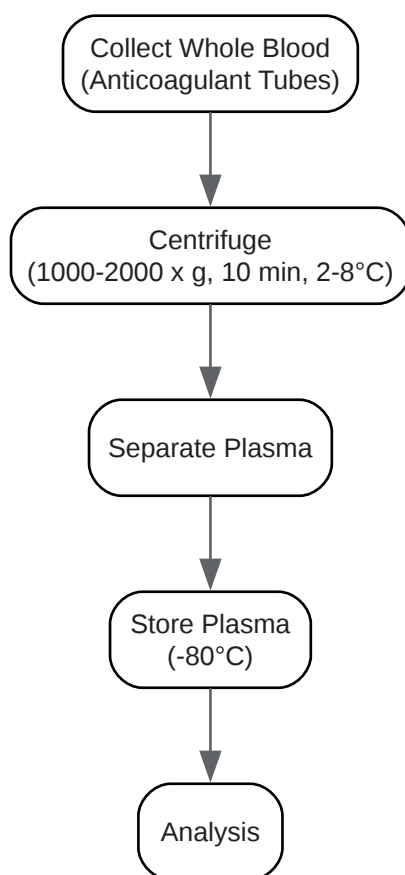 Collect Whole Blood
(Anticoagulant Tubes)
Centrifuge
(1000-2000 x g, 10 min, 2-8°C)
Separate Plasma
Store Plasma
(-80°C)
Analysis